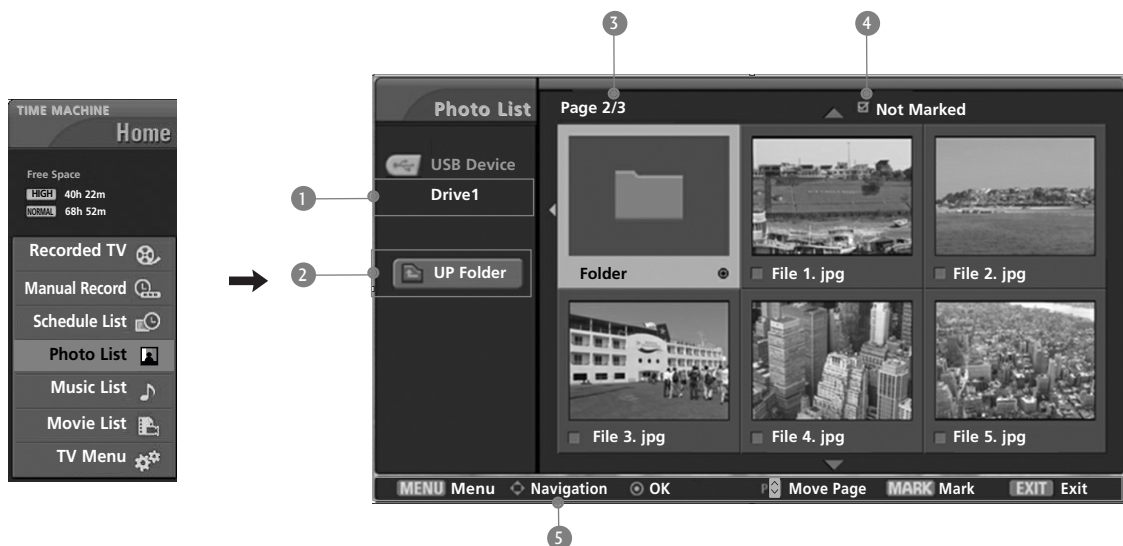 TIME MACHINE
Home
Free Space
HIGH 40h 22m
NORMAL 68h 52m
Recorded TV
Manual Record
Schedule List
Photo List
Music List
Movie List
TV Menu
3
4
1
2
Photo List
USB Device
Drive1
UP Folder
Page 2/3
Not Marked
Folder
File 1. jpg
File 2. jpg
File 3. jpg
File 4. jpg
File 5. jpg
MENU Menu Navigation OK P Move Page MARK Mark EXIT Exit
5